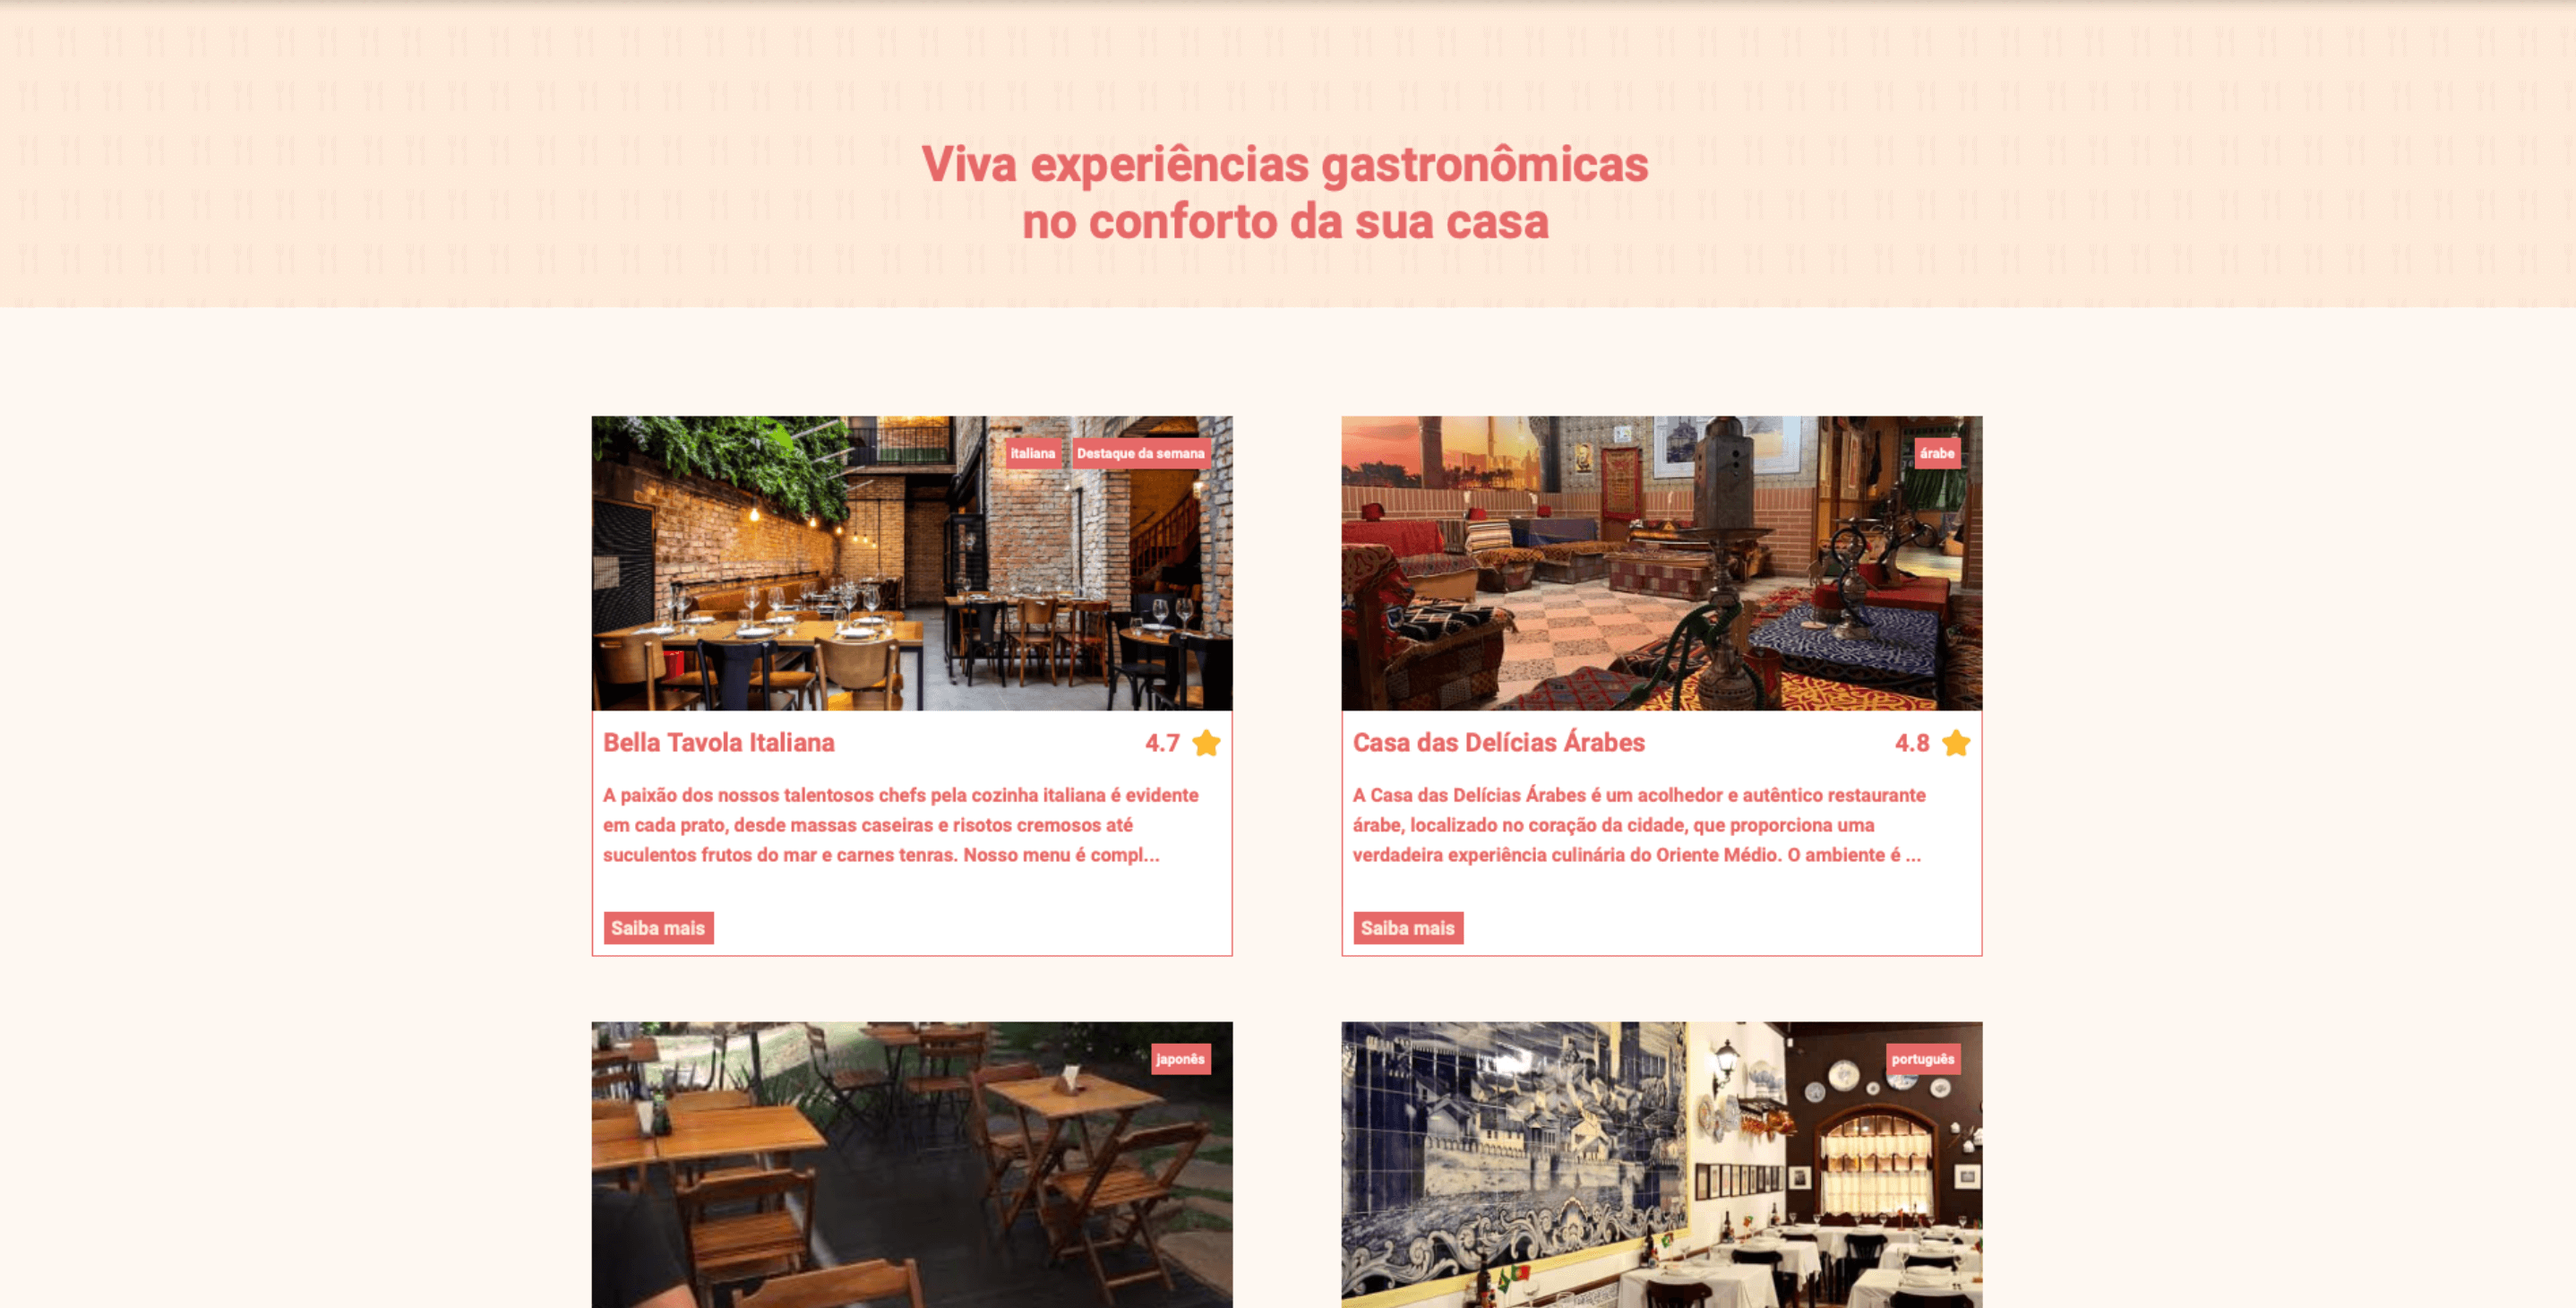 Viva experiências gastronômicas
no conforto da sua casa
italiana
Destaque da semana
árabe
Bella Tavola Italiana
4.7
A paixão dos nossos talentosos chefs pela cozinha italiana é evidente
em cada prato, desde massas caseiras e risotos cremosos até
suculentos frutos do mar e carnes tenras. Nosso menu é compl...
Saiba mais
Casa das Delícias Árabes
4.8
A Casa das Delícias Árabes é um acolhedor e autêntico restaurante
árabe, localizado no coração da cidade, que proporciona uma
verdadeira experiência culinária do Oriente Médio. O ambiente é ...
Saiba mais
japonês
português